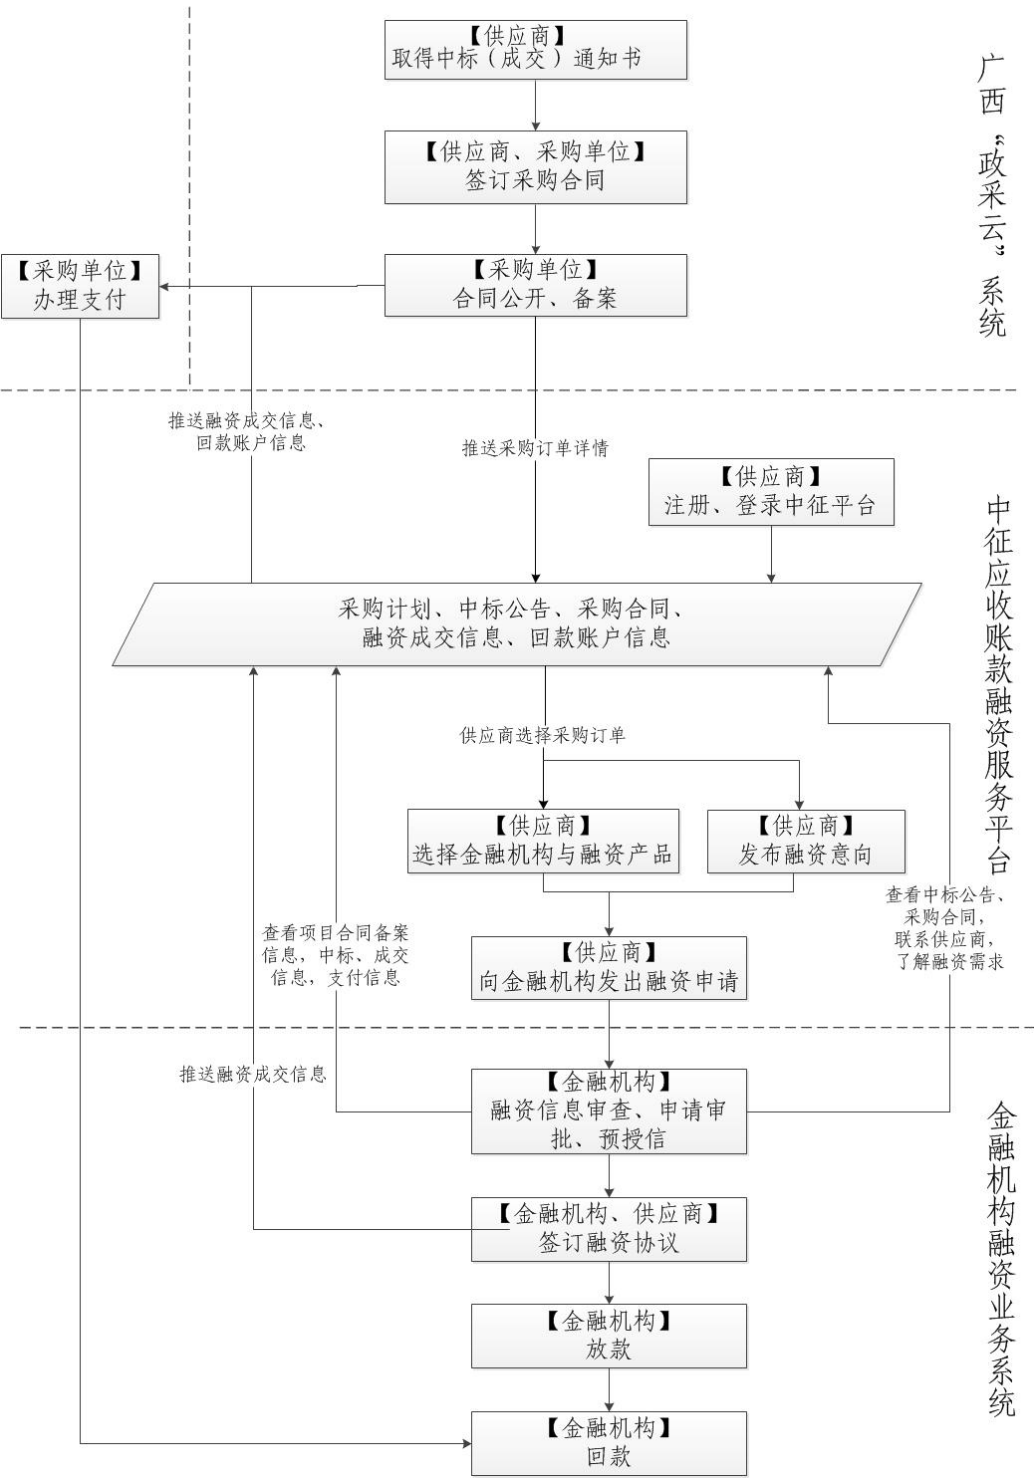 【供应商】
取得中标（成交）通知书
【供应商、采购单位】
签订采购合同
【采购单位】
办理支付
【采购单位】
合同公开、备案
广西“政采云”系统
推送融资成交信息、
回款账户信息
推送采购订单详情
【供应商】
注册、登录中征平台
采购计划、中标公告、采购合同、
融资成交信息、回款账户信息
供应商选择采购订单
【供应商】
选择金融机构与融资产品
【供应商】
发布融资意向
中征应收账款融资服务平台
查看中标公告、
采购合同，
联系供应商，
了解融资需求
查看项目合同备案
信息，中标、成交
信息，支付信息
【供应商】
向金融机构发出融资申请
推送融资成交信息
【金融机构】
融资信息审查、申请审
批、预授信
【金融机构、供应商】
签订融资协议
【金融机构】
放款
【金融机构】
回款
金融机构融资业务系统